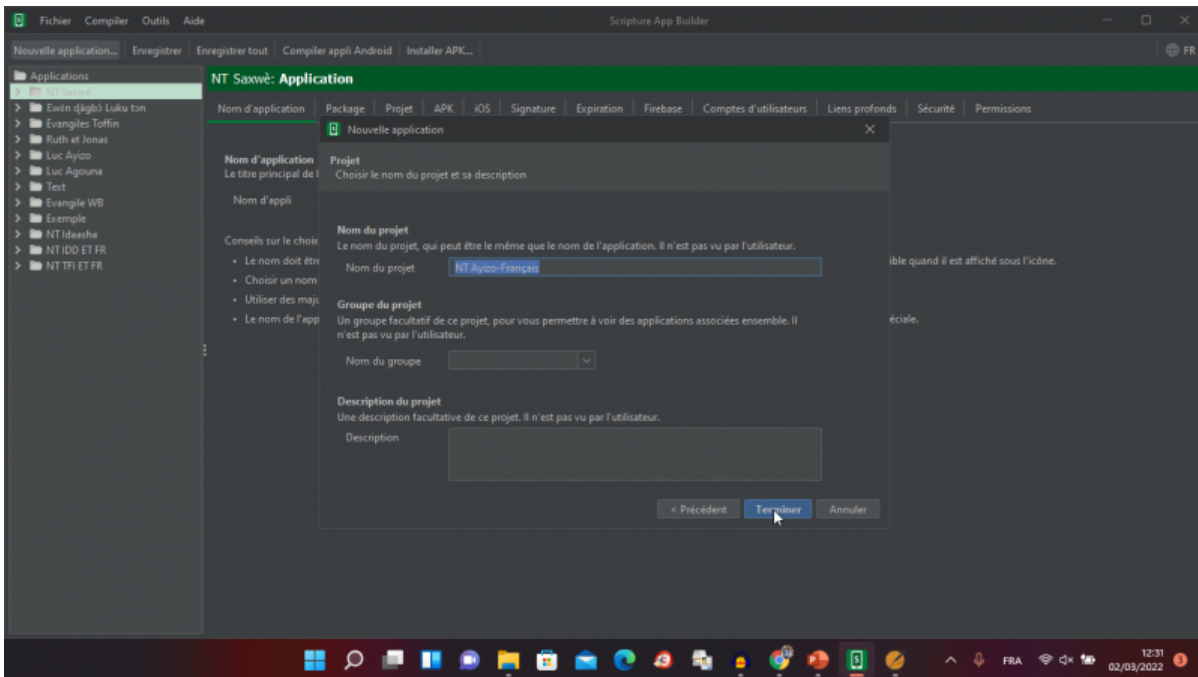 Fichier Compiler Outils Aide
Scripture App Builder
Nouvelle application... Enregistrer Enregistrer tout Compiler appli Android Installer APK...
FR
Applications
NT Saxwè
Ewín ɖagbɔ̌ Luku tɔn
Evangiles Toffin
Ruth et Jonas
Luc Ayizo
Luc Agouna
Text
Evangile WB
Exemple
NT Idaasha
NT IDD ET FR
NT TFI ET FR
NT Saxwè: Application
Nom d'application Package Projet APK iOS Signature Expiration Firebase Comptes d'utilisateurs Liens profonds Sécurité Permissions
Nom d'application
Le titre principal de l
Nom d'appli
Conseils sur le choix
Le nom doit êtr
ible quand il est affiché sous l'icône.
Choisir un nom
Utiliser des maju
Le nom de l'app
éciale.
Nouvelle application
Projet
Choisir le nom du projet et sa description
Nom du projet
Le nom du projet, qui peut être le même que le nom de l'application. Il n'est pas vu par l'utilisateur.
Nom du projet NT Ayizo-Français
Groupe du projet
Un groupe facultatif de ce projet, pour vous permettre à voir des applications associées ensemble. Il
n'est pas vu par l'utilisateur.
Nom du groupe
Description du projet
Une description facultative de ce projet. Il n'est pas vu par l'utilisateur.
Description
< Précédent Terminer Annuler
FRA
12:31
02/03/2022
3